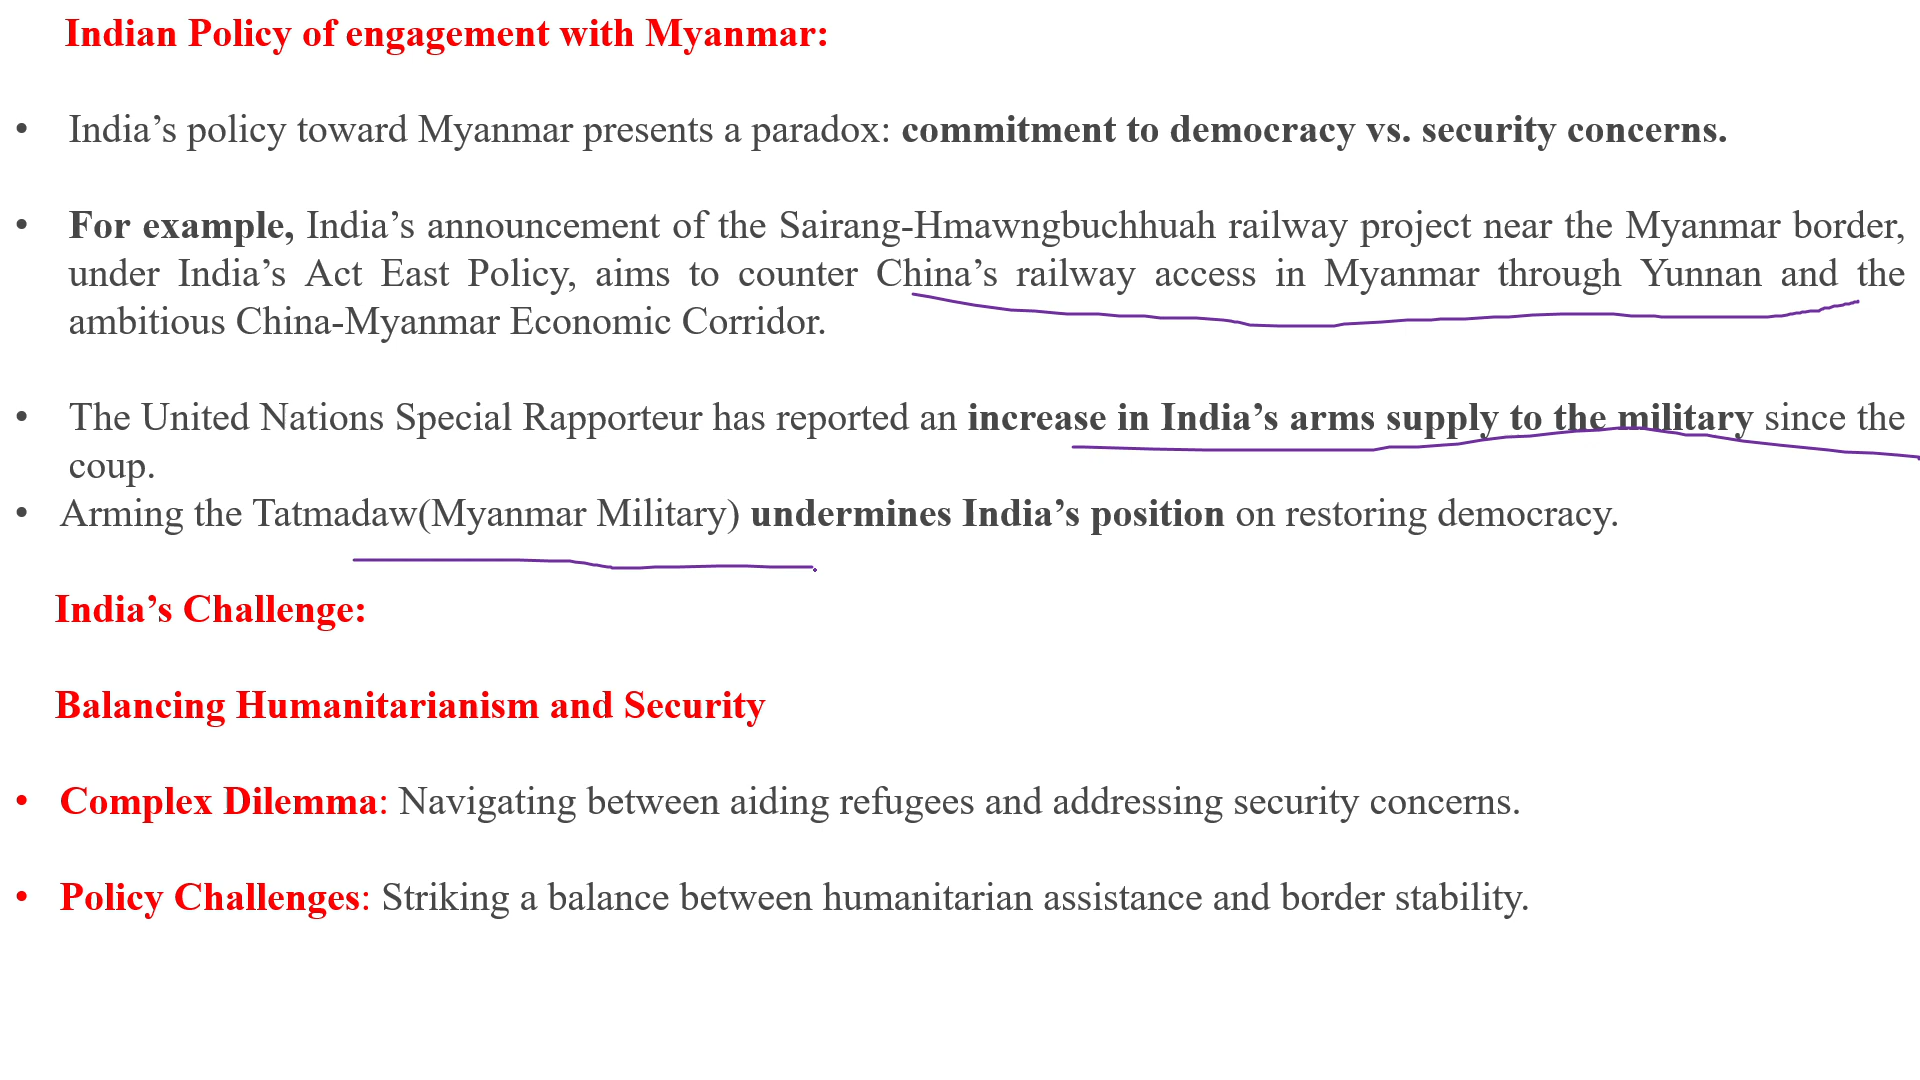 Indian Policy of engagement with Myanmar:
• India’s policy toward Myanmar presents a paradox: commitment to democracy vs. security concerns.
• For example, India’s announcement of the Sairang-Hmawngbuchhuah railway project near the Myanmar border,
under India’s Act East Policy, aims to counter China’s railway access in Myanmar through Yunnan and the
ambitious China-Myanmar Economic Corridor.
• The United Nations Special Rapporteur has reported an increase in India’s arms supply to the military since the
coup.
• Arming the Tatmadaw(Myanmar Military) undermines India’s position on restoring democracy.
India’s Challenge:
Balancing Humanitarianism and Security
• Complex Dilemma: Navigating between aiding refugees and addressing security concerns.
• Policy Challenges: Striking a balance between humanitarian assistance and border stability.